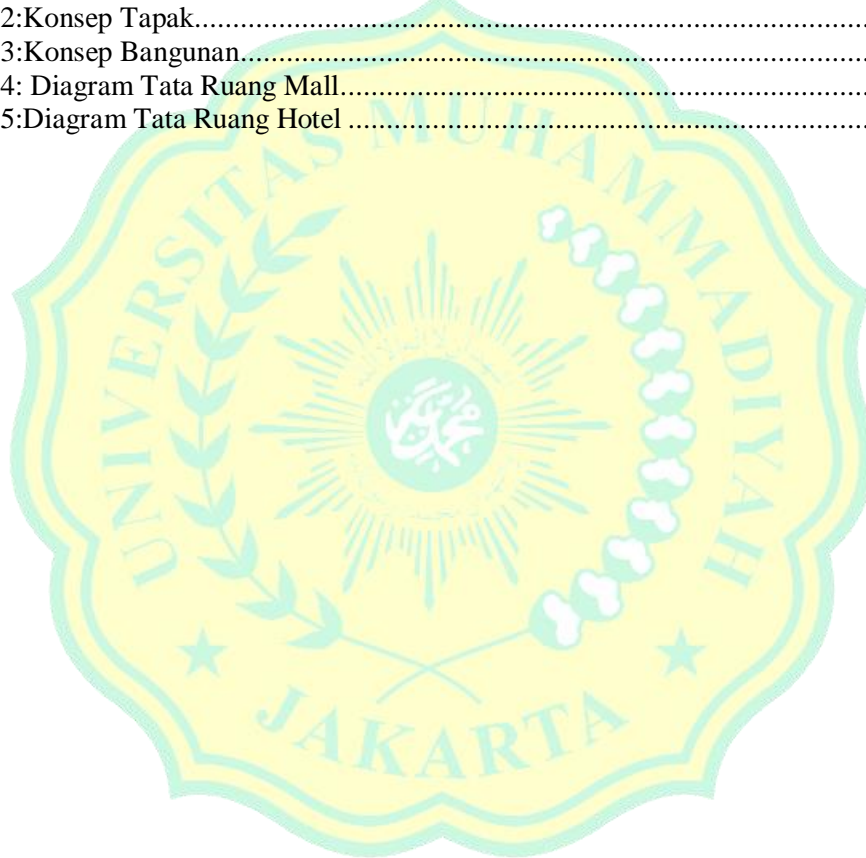 2:Konsep Tapak....................................................................................................
3:Konsep Bangunan.............................................................................................
4: Diagram Tata Ruang Mall................................................................................
5:Diagram Tata Ruang Hotel ...............................................................................
UNIVERSITAS MUHAMMADIYAH
JAKARTA
محمد